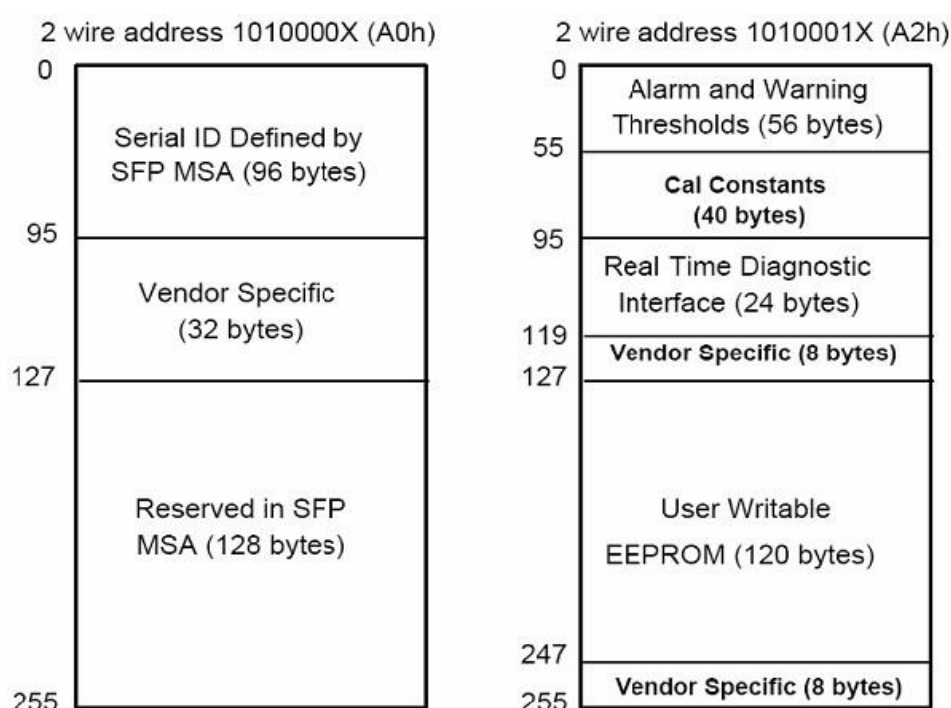 2 wire address 1010000X (A0h)
0
Serial ID Defined by
SFP MSA (96 bytes)
95
Vendor Specific
(32 bytes)
127
Reserved in SFP
MSA (128 bytes)
255
2 wire address 1010001X (A2h)
0
Alarm and Warning
Thresholds (56 bytes)
55
Cal Constants
(40 bytes)
95
Real Time Diagnostic
Interface (24 bytes)
119
Vendor Specific (8 bytes)
127
User Writable
EEPROM (120 bytes)
247
Vendor Specific (8 bytes)
255